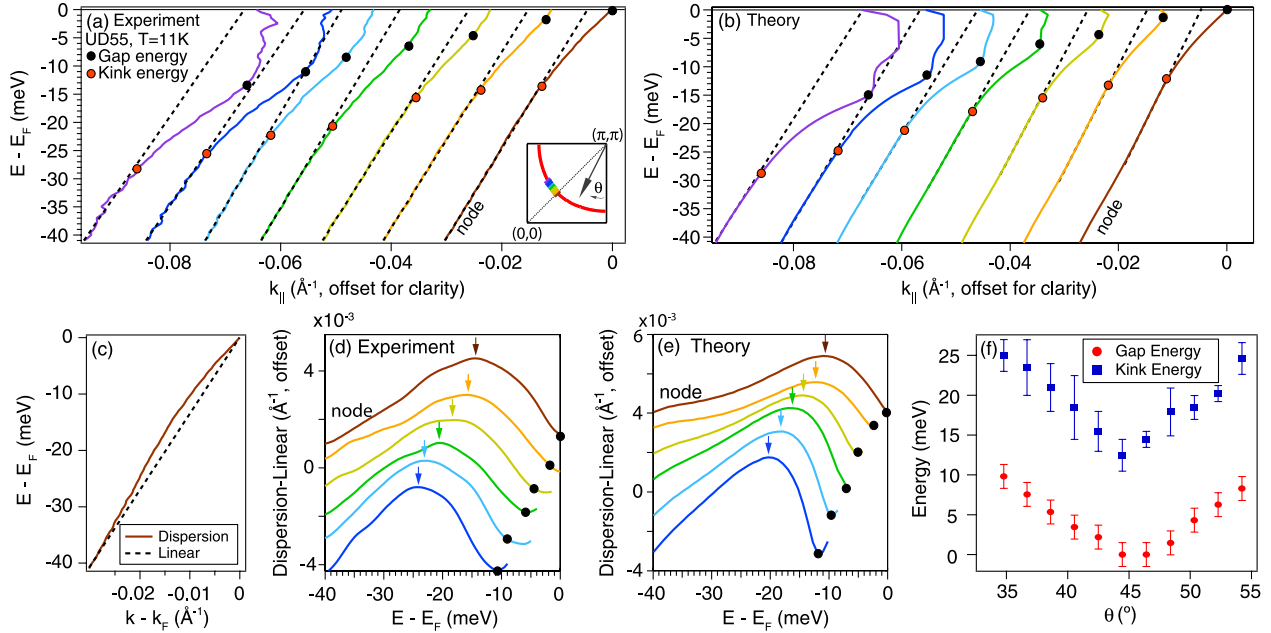 (a) Experiment
UD55, T=11K
Gap energy
Kink energy
0
-5
-10
-15
-20
-25
-30
-35
-40
E - E_F (meV)
node
(π,π)
θ
(0,0)
-0.08
-0.06
-0.04
-0.02
0
k_|| (Å⁻¹, offset for clarity)
(b)
Theory
0
-5
-10
-15
-20
-25
-30
-35
-40
E - E_F (meV)
node
-0.08
-0.06
-0.04
-0.02
0
k_|| (Å⁻¹, offset for clarity)
(c)
0
-10
-20
-30
-40
E - E_F (meV)
Dispersion
Linear
-0.02
-0.01
0
k - k_F (Å⁻¹)
x10⁻³
(d) Experiment
4
0
-4
Dispersion-Linear (Å⁻¹, offset)
node
-40
-30
-20
-10
0
E - E_F (meV)
x10⁻³
(e) Theory
6
4
2
0
-4
Dispersion-Linear (Å⁻¹, offset)
node
-40
-30
-20
-10
0
E - E_F (meV)
(f)
Gap Energy
Kink Energy
25
20
15
10
5
0
Energy (meV)
35
40
45
50
55
θ (º)